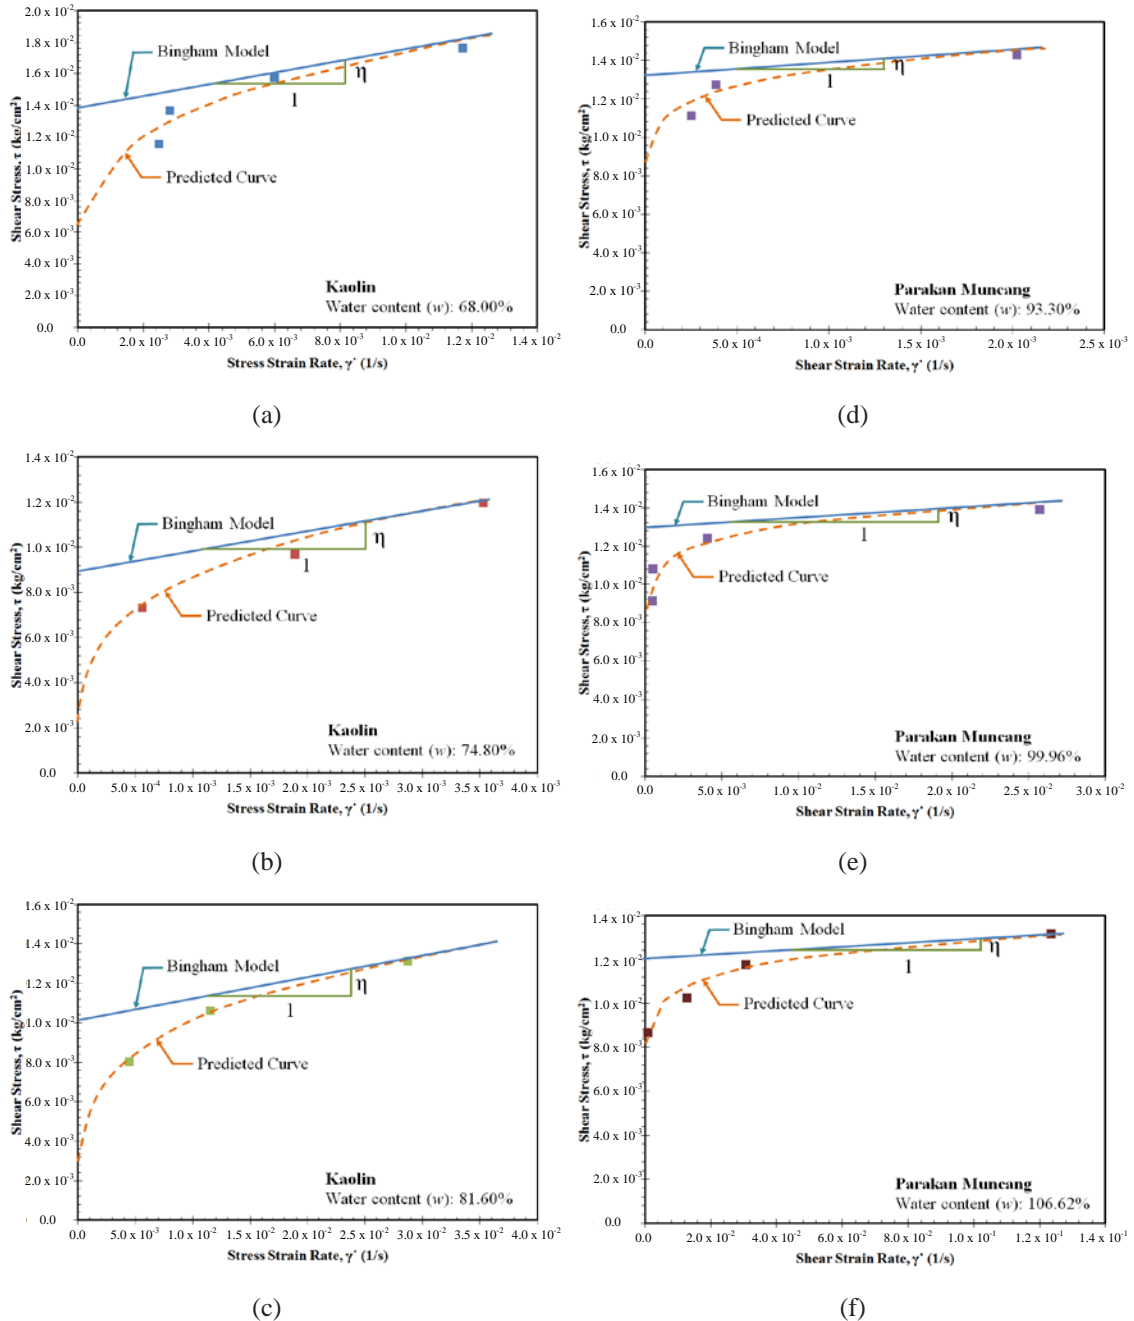 2.0 x 10⁻²
1.8 x 10⁻²
1.6 x 10⁻²
1.4 x 10⁻²
1.2 x 10⁻²
1.0 x 10⁻²
8.0 x 10⁻³
6.0 x 10⁻³
4.0 x 10⁻³
2.0 x 10⁻³
0.0
Shear Stress, τ (kg/cm²)
Bingham Model
η
1
Predicted Curve
Kaolin
Water content (w): 68.00%
0.0 2.0 x 10⁻³ 4.0 x 10⁻³ 6.0 x 10⁻³ 8.0 x 10⁻³ 1.0 x 10⁻² 1.2 x 10⁻² 1.4 x 10⁻²
Stress Strain Rate, γ˙ (1/s)
(a)
1.6 x 10⁻²
1.4 x 10⁻²
1.2 x 10⁻²
1.0 x 10⁻²
8.0 x 10⁻³
6.0 x 10⁻³
4.0 x 10⁻³
2.0 x 10⁻³
0.0
Shear Stress, τ (kg/cm²)
Bingham Model
η
1
Predicted Curve
Parakan Muncang
Water content (w): 93.30%
0.0 5.0 x 10⁻⁴ 1.0 x 10⁻³ 1.5 x 10⁻³ 2.0 x 10⁻³ 2.5 x 10⁻³
Shear Strain Rate, γ˙ (1/s)
(d)
1.4 x 10⁻²
1.2 x 10⁻²
1.0 x 10⁻²
8.0 x 10⁻³
6.0 x 10⁻³
4.0 x 10⁻³
2.0 x 10⁻³
0.0
Shear Stress, τ (kg/cm²)
Bingham Model
η
1
Predicted Curve
Kaolin
Water content (w): 74.80%
0.0 5.0 x 10⁻⁴ 1.0 x 10⁻³ 1.5 x 10⁻³ 2.0 x 10⁻³ 2.5 x 10⁻³ 3.0 x 10⁻³ 3.5 x 10⁻³ 4.0 x 10⁻³
Stress Strain Rate, γ˙ (1/s)
(b)
1.6 x 10⁻²
1.4 x 10⁻²
1.2 x 10⁻²
1.0 x 10⁻²
8.0 x 10⁻³
6.0 x 10⁻³
4.0 x 10⁻³
2.0 x 10⁻³
0.0
Shear Stress, τ (kg/cm²)
Bingham Model
η
1
Predicted Curve
Parakan Muncang
Water content (w): 99.96%
0.0 5.0 x 10⁻³ 1.0 x 10⁻² 1.5 x 10⁻² 2.0 x 10⁻² 2.5 x 10⁻² 3.0 x 10⁻²
Shear Strain Rate, γ˙ (1/s)
(e)
1.6 x 10⁻²
1.4 x 10⁻²
1.2 x 10⁻²
1.0 x 10⁻²
8.0 x 10⁻³
6.0 x 10⁻³
4.0 x 10⁻³
2.0 x 10⁻³
0.0
Shear Stress, τ (kg/cm²)
Bingham Model
η
1
Predicted Curve
Kaolin
Water content (w): 81.60%
0.0 5.0 x 10⁻³ 1.0 x 10⁻² 1.5 x 10⁻² 2.0 x 10⁻² 2.5 x 10⁻² 3.0 x 10⁻² 3.5 x 10⁻² 4.0 x 10⁻²
Stress Strain Rate, γ˙ (1/s)
(c)
1.4 x 10⁻²
1.2 x 10⁻²
1.0 x 10⁻²
8.0 x 10⁻³
6.0 x 10⁻³
4.0 x 10⁻³
2.0 x 10⁻³
0.0
Shear Stress, τ (kg/cm²)
Bingham Model
η
1
Predicted Curve
Parakan Muncang
Water content (w): 106.62%
0.0 2.0 x 10⁻² 4.0 x 10⁻² 6.0 x 10⁻² 8.0 x 10⁻² 1.0 x 10⁻¹ 1.2 x 10⁻¹ 1.4 x 10⁻¹
Shear Strain Rate, γ˙ (1/s)
(f)